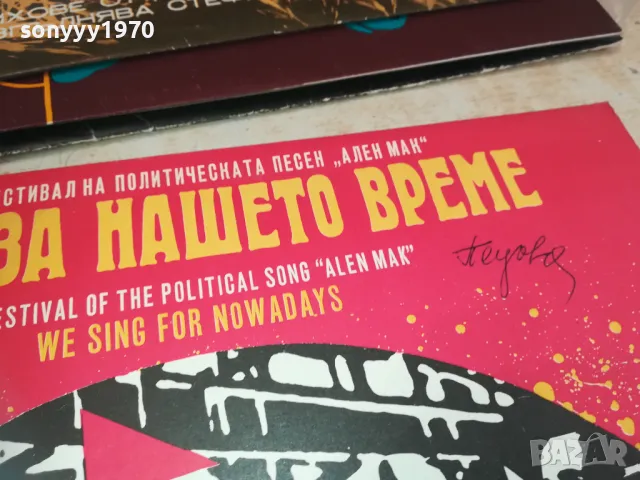 sonyyy1970
ЕСТИВАЛ НА ПОЛИТИЧЕСКАТА ПЕСЕН „АЛЕН МАК“
ЗА НАШЕТО ВРЕМЕ
FESTIVAL OF THE POLITICAL SONG "ALEN MAK"
WE SING FOR NOWADAYS
BAZAR